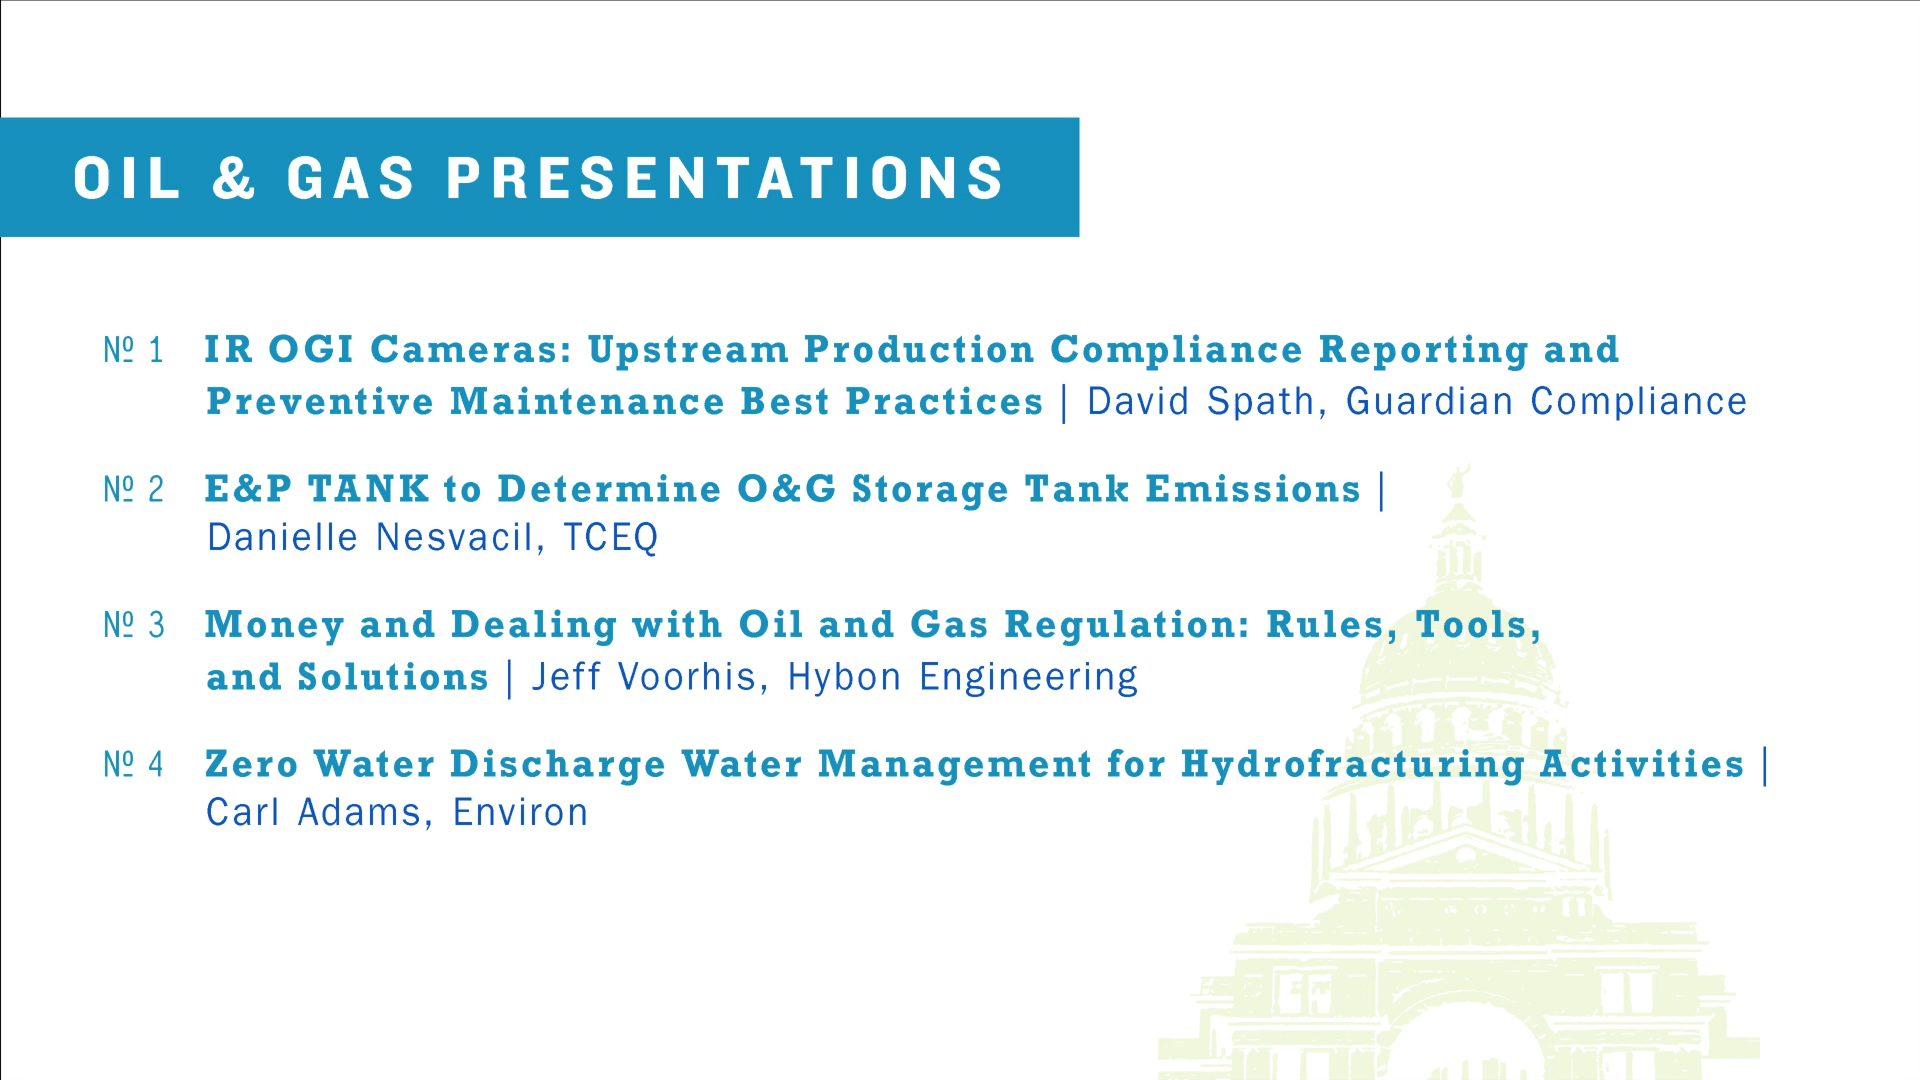 OIL & GAS PRESENTATIONS
Nº 1 IR OGI Cameras: Upstream Production Compliance Reporting and
Preventive Maintenance Best Practices | David Spath, Guardian Compliance
Nº 2 E&P TANK to Determine O&G Storage Tank Emissions |
Danielle Nesvacil, TCEQ
Nº 3 Money and Dealing with Oil and Gas Regulation: Rules, Tools,
and Solutions | Jeff Voorhis, Hybon Engineering
Nº 4 Zero Water Discharge Water Management for Hydrofracturing Activities |
Carl Adams, Environ